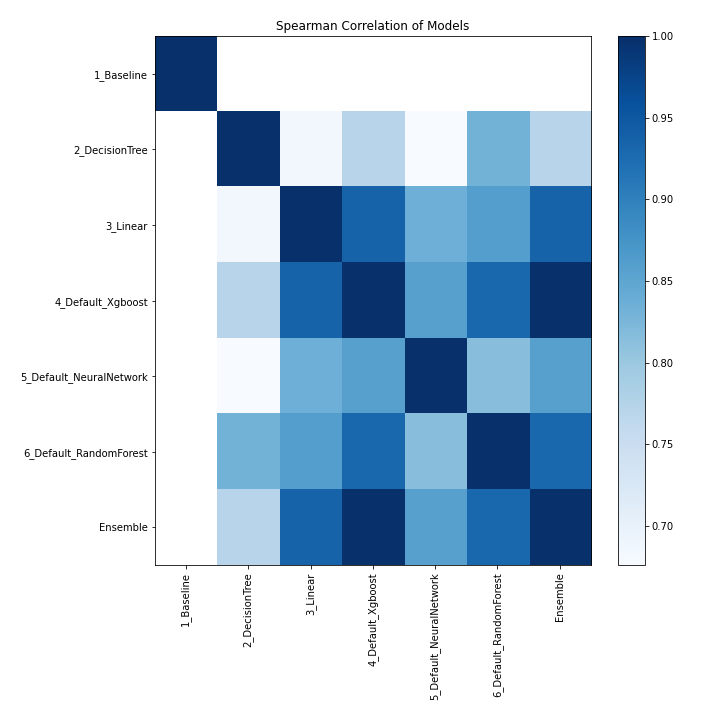 Spearman Correlation of Models
1_Baseline
2_DecisionTree
3_Linear
4_Default_Xgboost
5_Default_NeuralNetwork
6_Default_RandomForest
Ensemble
1_Baseline
2_DecisionTree
3_Linear
4_Default_Xgboost
5_Default_NeuralNetwork
6_Default_RandomForest
Ensemble
1.00
0.95
0.90
0.85
0.80
0.75
0.70